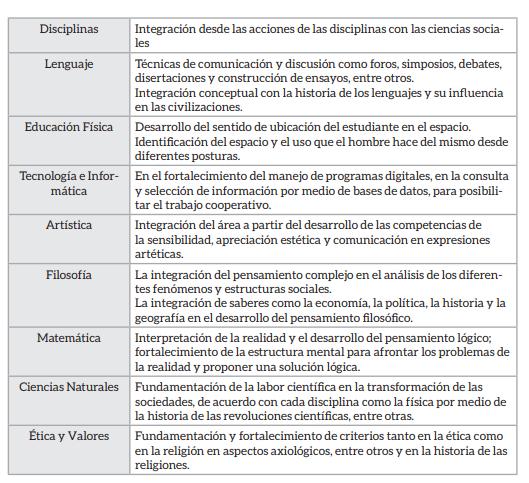 Disciplinas
Integración desde las acciones de las disciplinas con las ciencias socia-
les
Lenguaje
Técnicas de comunicación y discusión como foros, simposios, debates,
disertaciones y construcción de ensayos, entre otros.
Integración conceptual con la historia de los lenguajes y su influencia
en las civilizaciones.
Educación Física
Desarrollo del sentido de ubicación del estudiante en el espacio.
Identificación del espacio y el uso que el hombre hace del mismo desde
diferentes posturas.
Tecnología e Infor-
mática
En el fortalecimiento del manejo de programas digitales, en la consulta
y selección de información por medio de bases de datos, para posibili-
tar el trabajo cooperativo.
Artística
Integración del área a partir del desarrollo de las competencias de
la sensibilidad, apreciación estética y comunicación en expresiones
artéticas.
Filosofía
La integración del pensamiento complejo en el análisis de los diferen-
tes fenómenos y estructuras sociales.
La integración de saberes como la economía, la política, la historia y la
geografía en el desarrollo del pensamiento filosófico.
Matemática
Interpretación de la realidad y el desarrollo del pensamiento lógico;
fortalecimiento de la estructura mental para afrontar los problemas de
la realidad y proponer una solución lógica.
Ciencias Naturales
Fundamentación de la labor científica en la transformación de las
sociedades, de acuerdo con cada disciplina como la física por medio de
la historia de las revoluciones científicas, entre otras.
Ética y Valores
Fundamentación y fortalecimiento de criterios tanto en la ética como
en la religión en aspectos axiológicos, entre otros y en la historia de las
religiones.